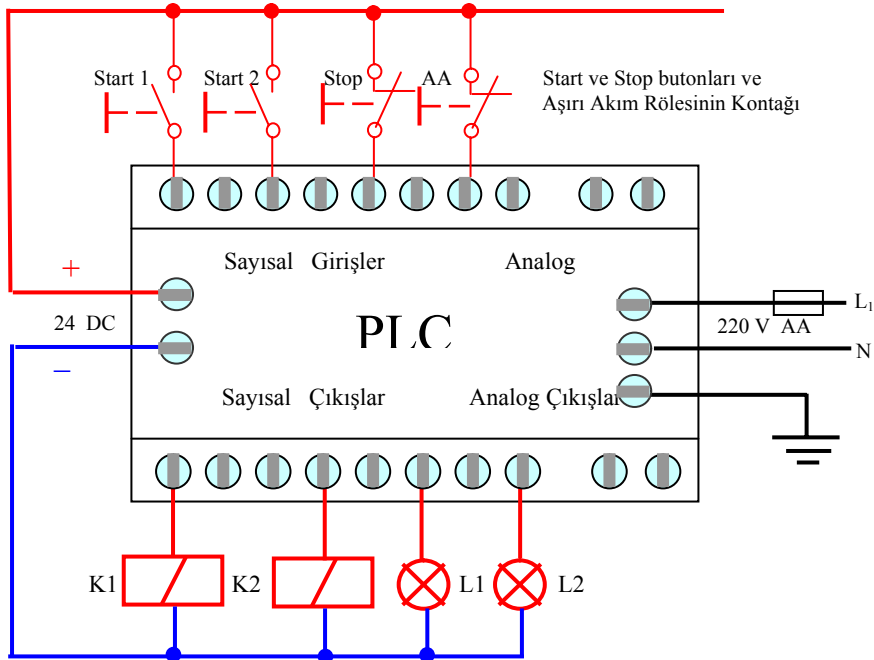 Start 1 Start 2 Stop AA Start ve Stop butonları ve
Aşırı Akım Rölesinin Kontağı
Sayısal Girişler Analog
+
24 DC
–
PLC
L1
220 V AA
N
Sayısal Çıkışlar Analog Çıkışlar
K1 K2 L1 L2